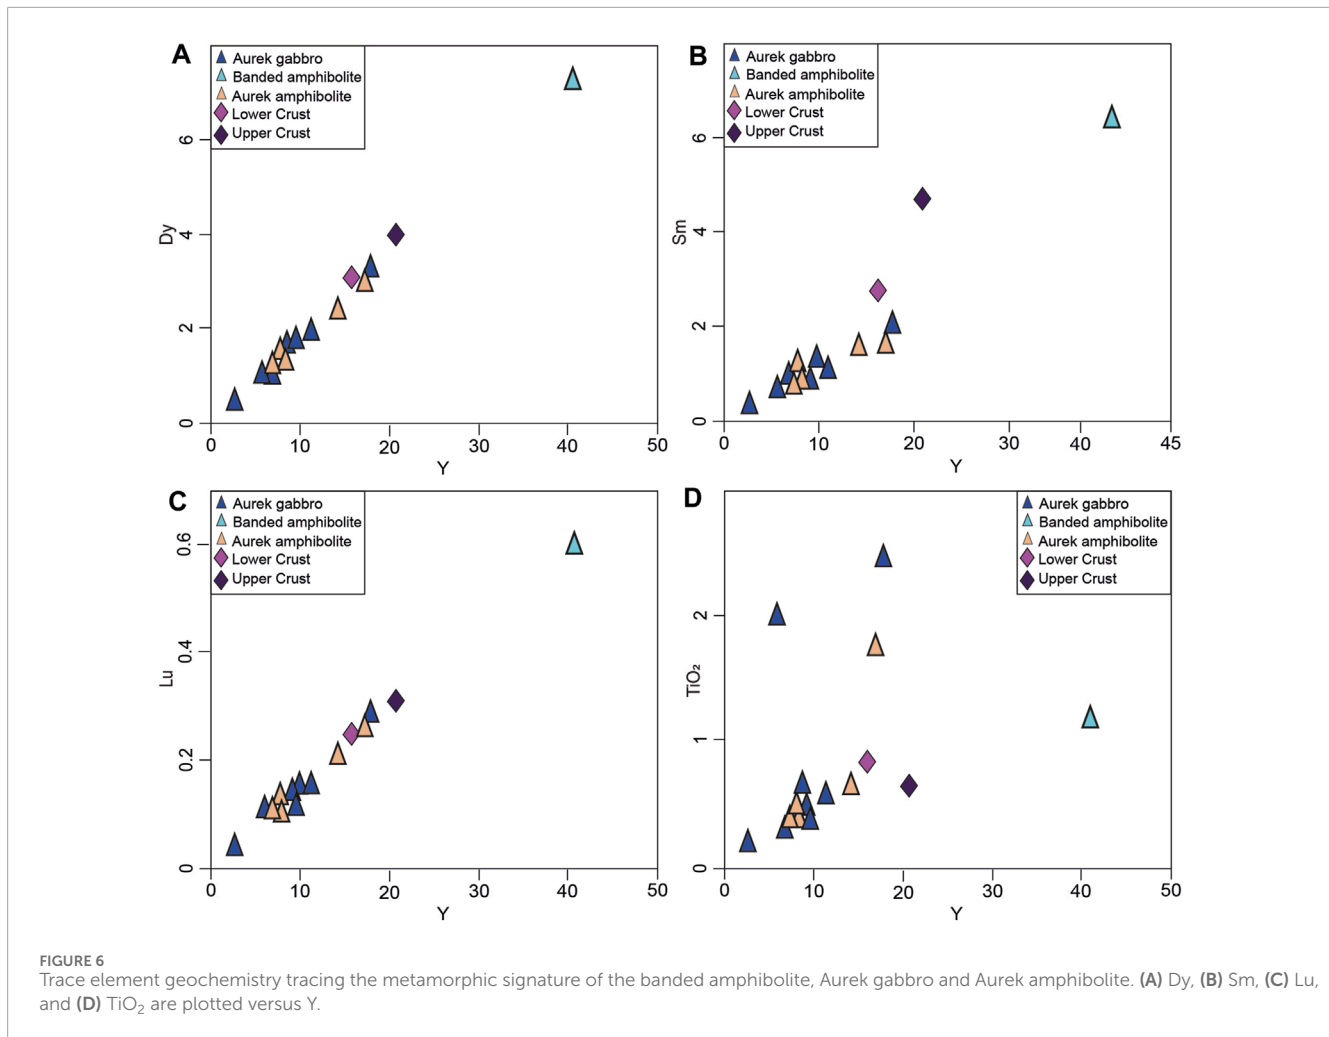 A
Aurek gabbro
Banded amphibolite
Aurek amphibolite
Lower Crust
Upper Crust
Dy
6
4
2
0
0 10 20 30 40 50
Y
B
Aurek gabbro
Banded amphibolite
Aurek amphibolite
Lower Crust
Upper Crust
Sm
6
4
2
0
0 10 20 30 40 45
Y
C
Aurek gabbro
Banded amphibolite
Aurek amphibolite
Lower Crust
Upper Crust
Lu
0.6
0.4
0.2
0
0 10 20 30 40 50
Y
D
Aurek gabbro
Banded amphibolite
Aurek amphibolite
Lower Crust
Upper Crust
TiO₂
2
1
0
0 10 20 30 40 50
Y
FIGURE 6
Trace element geochemistry tracing the metamorphic signature of the banded amphibolite, Aurek gabbro and Aurek amphibolite. (A) Dy, (B) Sm, (C) Lu,
and (D) TiO₂ are plotted versus Y.